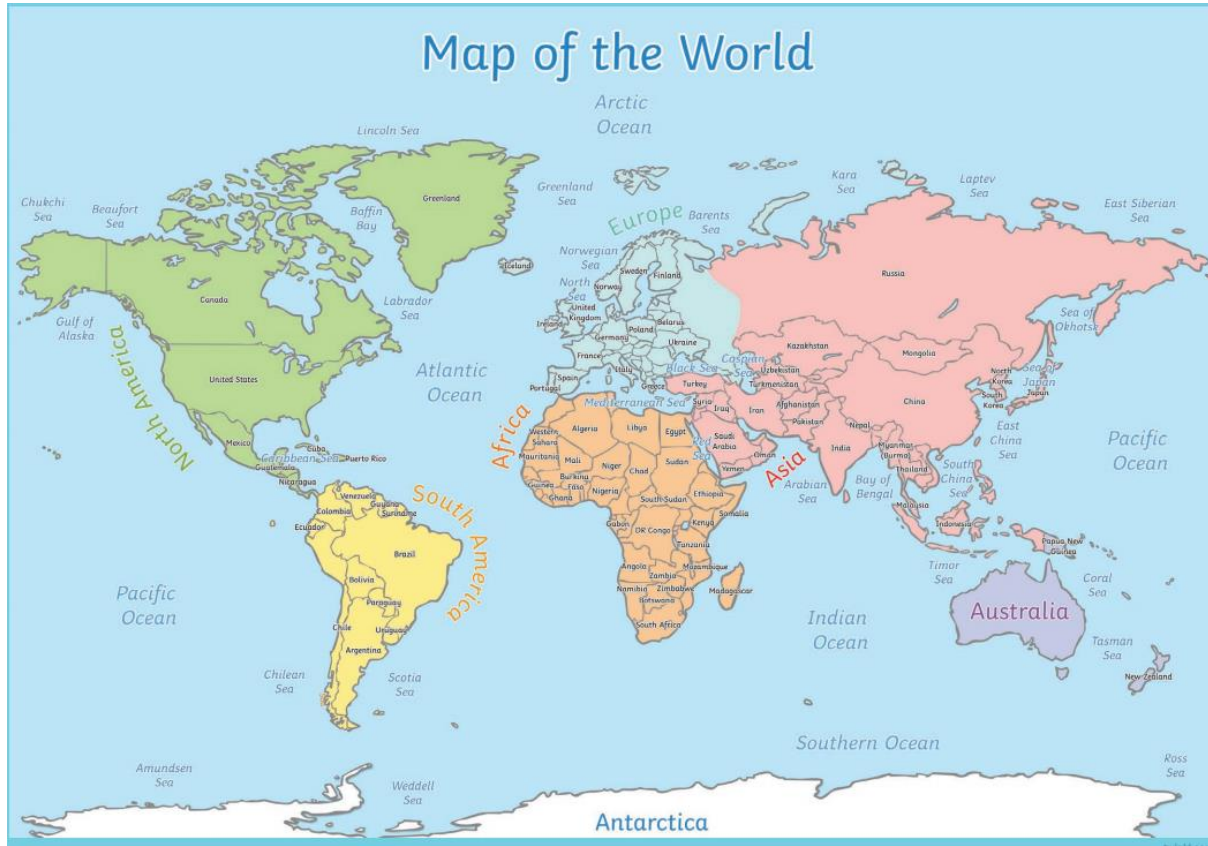 Map of the World
Arctic
Ocean
Lincoln Sea
Chukchi
Sea
Beaufort
Sea
Baffin
Bay
Greenland
Greenland
Sea
Kara
Sea
Laptev
Sea
East Siberian
Sea
Europe
Barents
Sea
Norwegian
Sea
Iceland
North
Sea
Norway
Sweden
Finland
Russia
Gulf of
Alaska
Canada
Labrador
Sea
Sea of
Okhotsk
United
Kingdom
Ireland
Belarus
Poland
Germany
Ukraine
France
Italy
Spain
Portugal
Greece
Black Sea
Caspian
Sea
Kazakhstan
Uzbekistan
Turkmenistan
Mongolia
North
Korea
South
Korea
Sea of
Japan
Japan
North America
United States
Atlantic
Ocean
Mediterranean Sea
Turkey
Syria
Iraq
Iran
Afghanistan
Pakistan
China
Nepal
India
East
China
Sea
Pacific
Ocean
Mexico
Cuba
Caribbean Sea
Puerto Rico
Guatemala
Nicaragua
Africa
Western
Sahara
Algeria
Libya
Egypt
Red
Sea
Saudi
Arabia
Oman
Yemen
Asia
Arabian
Sea
Bay of
Bengal
Myanmar
(Burma)
Thailand
South
China
Sea
Mauritania
Mali
Niger
Chad
Sudan
Burkina
Faso
Guinea
Ghana
Nigeria
South Sudan
Ethiopia
Somalia
Malaysia
Indonesia
Papua New
Guinea
South America
Venezuela
Guyana
Suriname
Colombia
Ecuador
Brazil
Bolivia
Paraguay
Chile
Uruguay
Argentina
Gabon
DR Congo
Kenya
Tanzania
Angola
Zambia
Mozambique
Namibia
Zimbabwe
Botswana
Madagascar
South Africa
Timor
Sea
Coral
Sea
Pacific
Ocean
Indian
Ocean
Australia
Tasman
Sea
New Zealand
Chilean
Sea
Scotia
Sea
Southern Ocean
Amundsen
Sea
Weddell
Sea
Ross
Sea
Antarctica